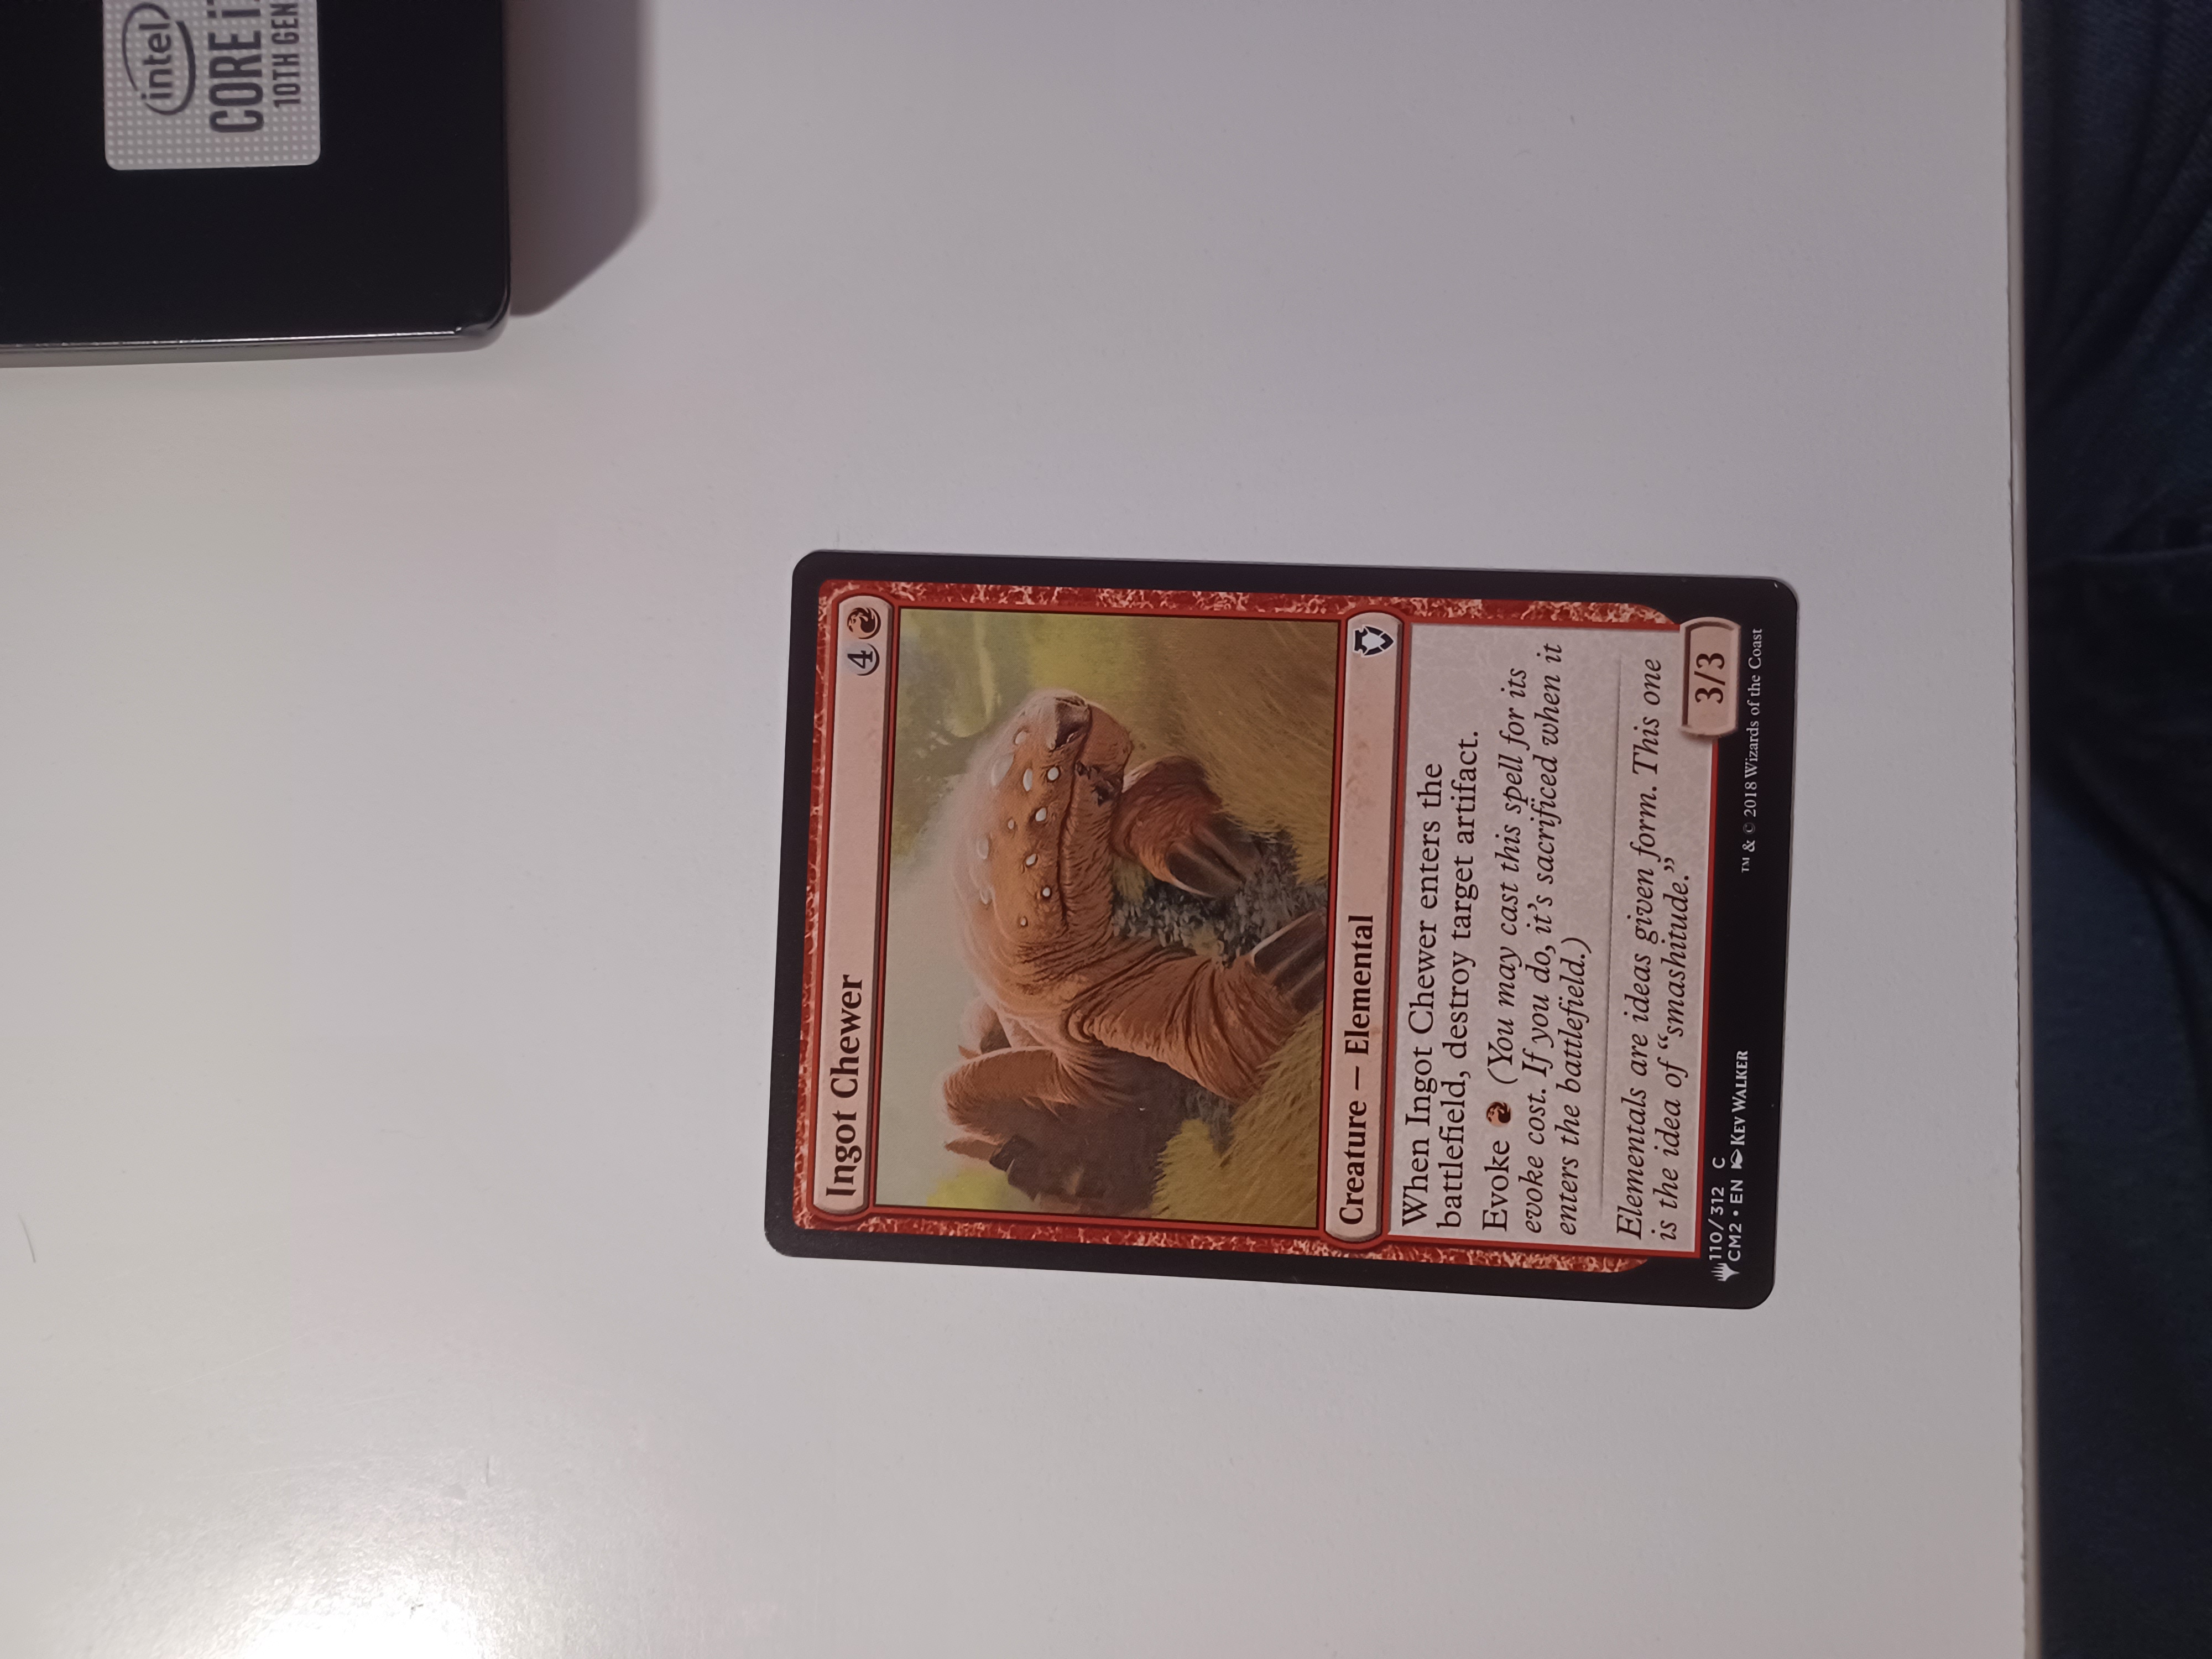 intel
CORE
10TH GEN
Ingot Chewer
4
Creature — Elemental
When Ingot Chewer enters the
battlefield, destroy target artifact.
Evoke (You may cast this spell for its
evoke cost. If you do, it's sacrificed when it
enters the battlefield.)
Elementals are ideas given form. This one
is the idea of “smashitude.”
3/3
110/312 C
CM2 • EN KEV WALKER
™ & © 2018 Wizards of the Coast